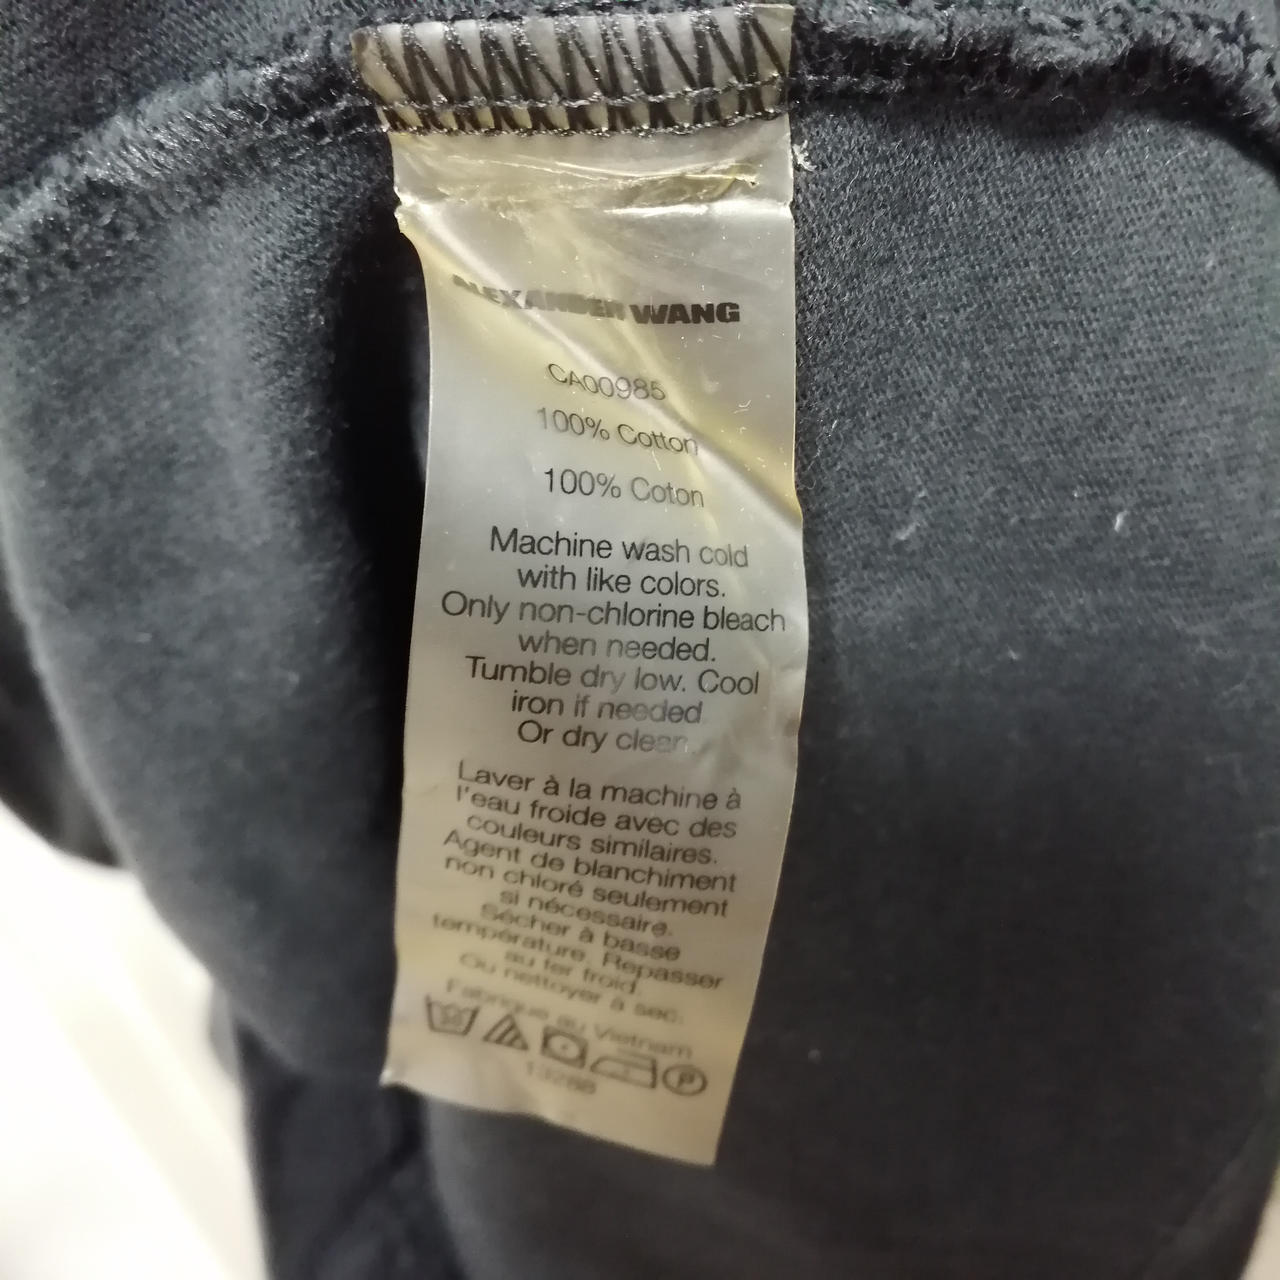 ALEXANDER WANG
CA00985
100% Cotton
100% Coton
Machine wash cold
with like colors.
Only non-chlorine bleach
when needed.
Tumble dry low. Cool
iron if needed
Or dry clean.
Laver à la machine à
l'eau froide avec des
couleurs similaires.
Agent de blanchiment
non chloré seulement
si nécessaire.
Sécher à basse
température. Repasser
au fer froid.
Ou nettoyer à sec.
Fabrique au Vietnam
P